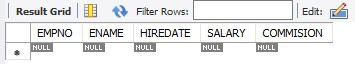 Result Grid Filter Rows: Edit:
EMPNO ENAME HIREDATE SALARY COMMISION
NULL NULL NULL NULL NULL